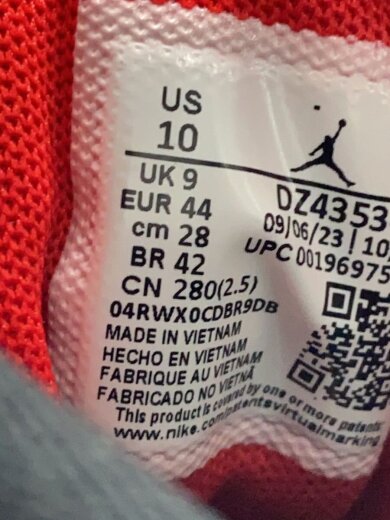 US
10
UK 9
EUR 44
cm 28
BR 42
CN 280(2.5)
04RWX0CDBR9DB
MADE IN VIETNAM
HECHO EN VIETNAM
FABRIQUE AU VIETNAM
FABRICADO NO VIETNÃ
This product is covered by one or more patents
www.nike.com/patentsvirtualmarking
DZ4353
09/06/23 | 10
UPC 00196975